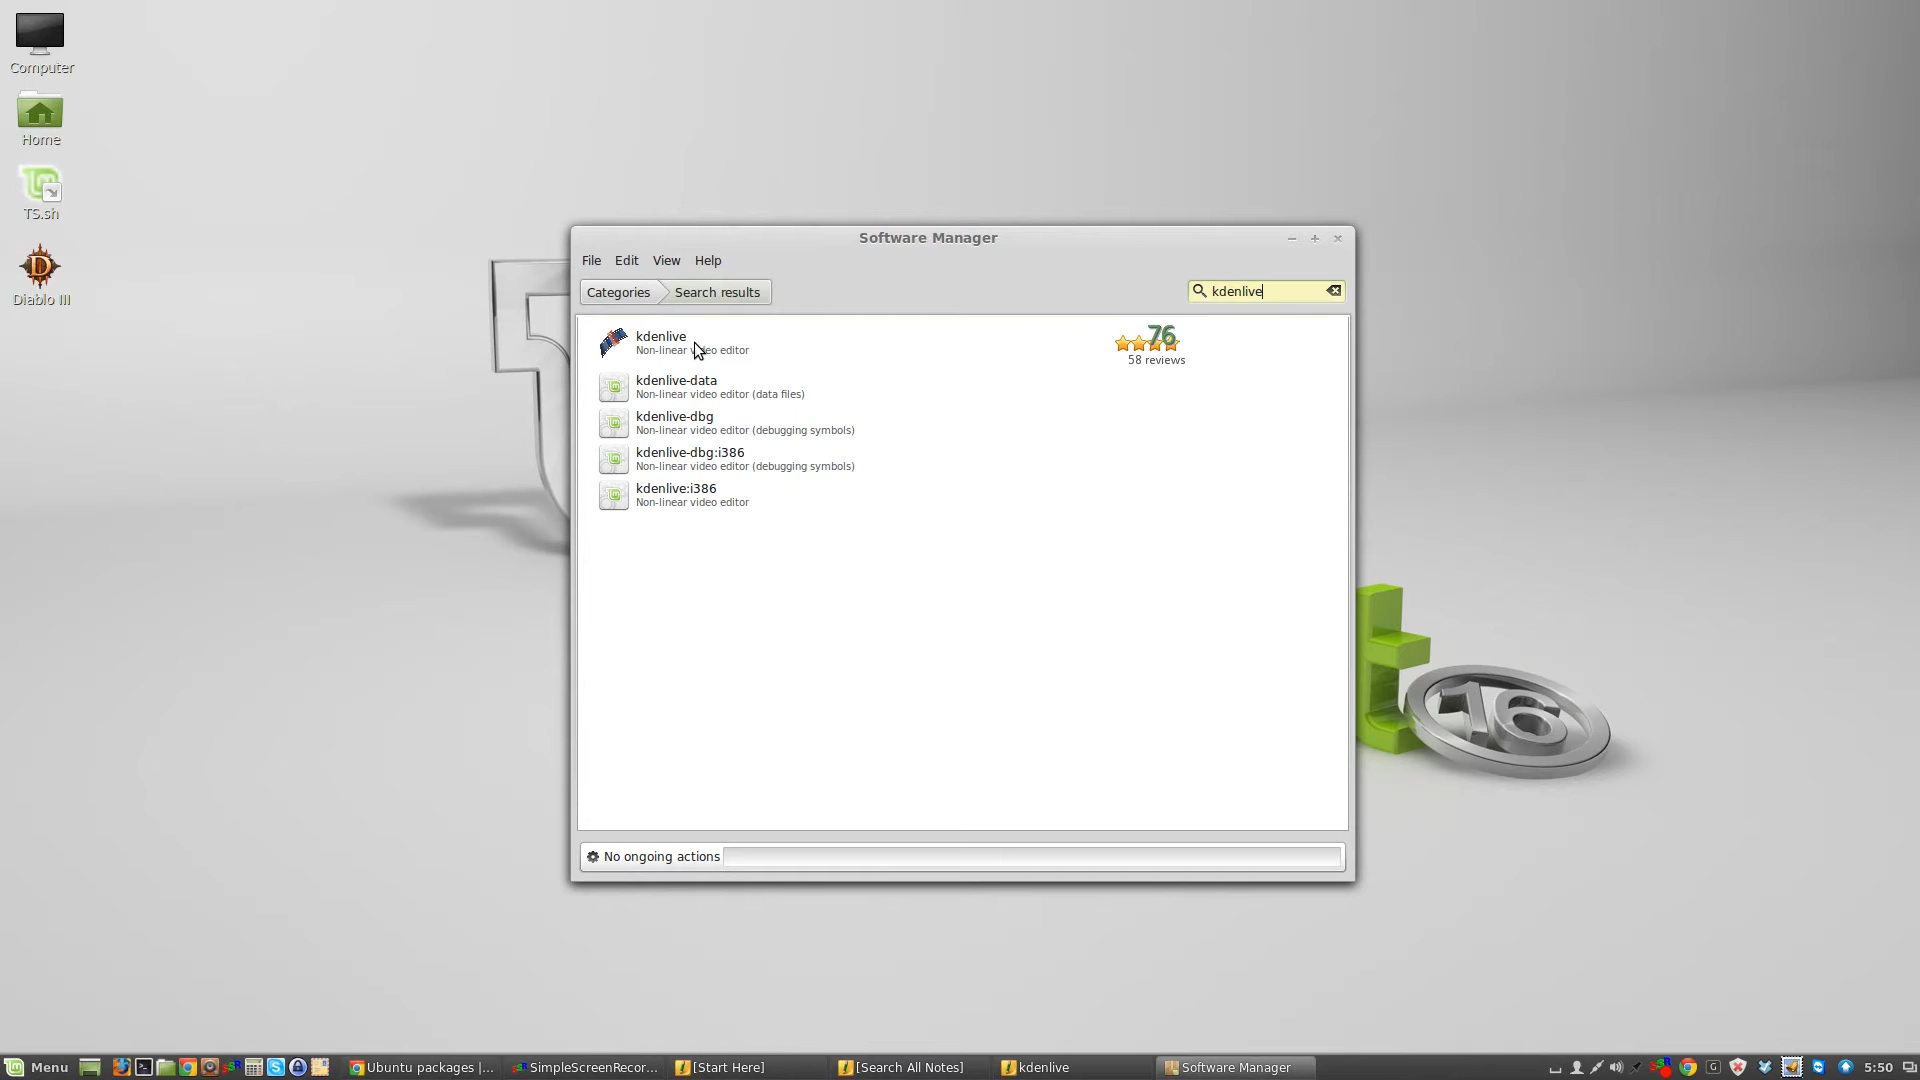 Computer
Home
TS.sh
Diablo III
Software Manager
File Edit View Help
Categories Search results kdenlive
kdenlive
Non-linear video editor
76
58 reviews
kdenlive-data
Non-linear video editor (data files)
kdenlive-dbg
Non-linear video editor (debugging symbols)
kdenlive-dbg:i386
Non-linear video editor (debugging symbols)
kdenlive:i386
Non-linear video editor
No ongoing actions
16
Menu Ubuntu packages |... SimpleScreenRecor... [Start Here] [Search All Notes] kdenlive Software Manager 5:50